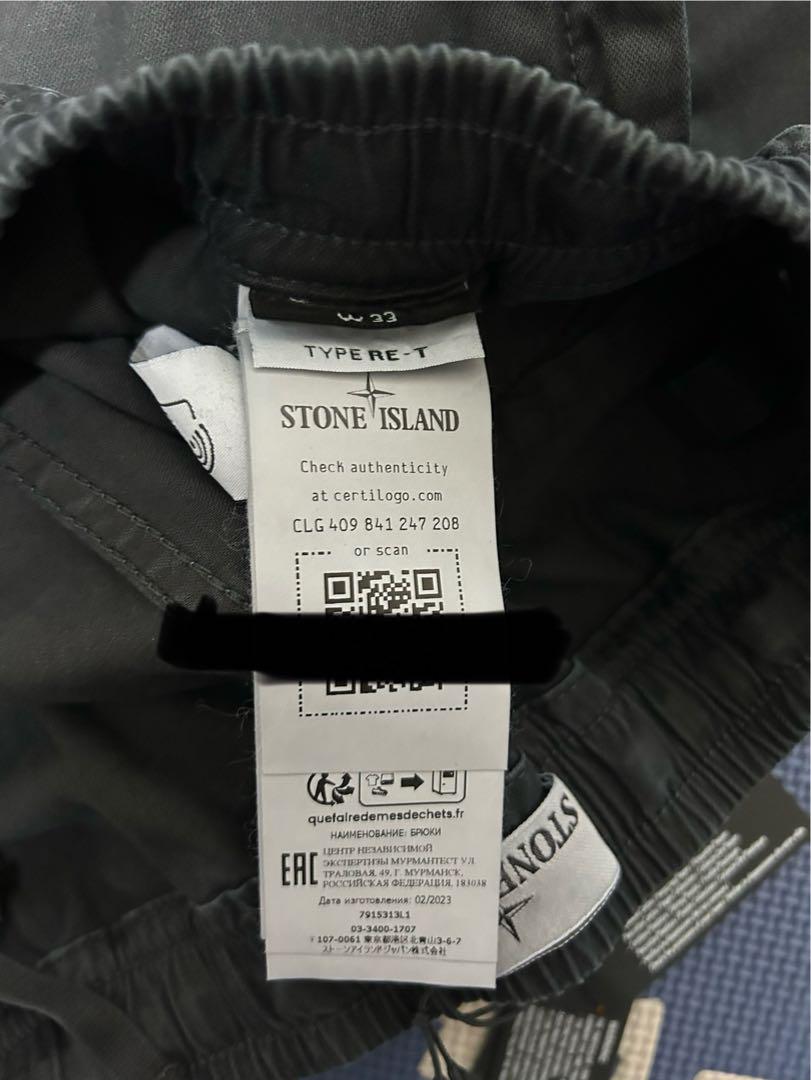 W 33
TYPE RE-T
STONE ISLAND
Check authenticity
at certilogo.com
CLG 409 841 247 208
or scan
quefairedemesdechets.fr
НАИМЕНОВАНИЕ: БРЮКИ
EAC
ЦЕНТР НЕЗАВИСИМОЙ
ЭКСПЕРТИЗЫ МУРМАНТЕСТ УЛ
ТРАЛОВАЯ, 49, Г. МУРМАНСК,
РОССИЙСКАЯ ФЕДЕРАЦИЯ, 183038
Дата изготовления: 02/2023
7915313L1
03-3400-1707
〒107-0061 東京都港区北青山3-6-7
ストーンアイランドジャパン株式会社
STONE